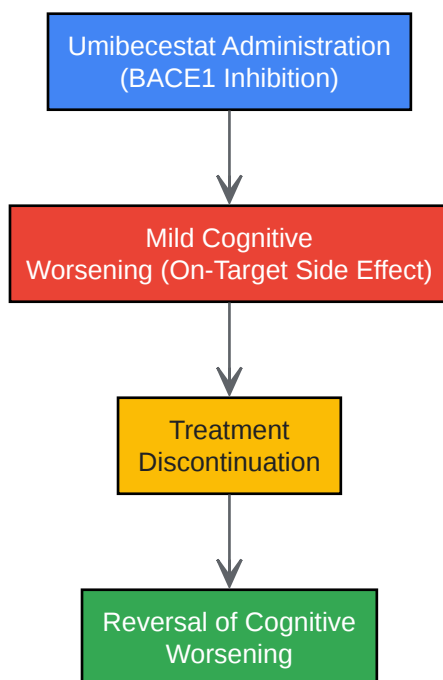 Umibecestat Administration
(BACE1 Inhibition)
Mild Cognitive
Worsening (On-Target Side Effect)
Treatment
Discontinuation
Reversal of Cognitive
Worsening